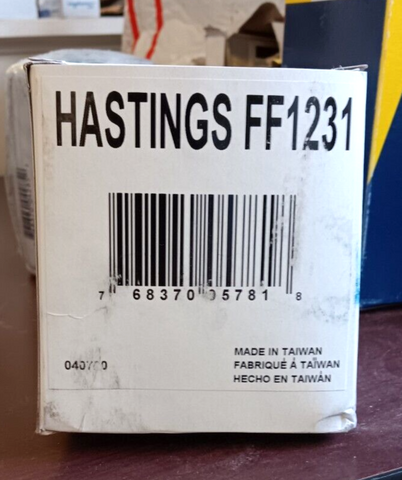 HASTINGS FF1231
7 68370 05781 8
MADE IN TAIWAN
FABRIQUÉ À TAÏWAN
HECHO EN TAIWÁN